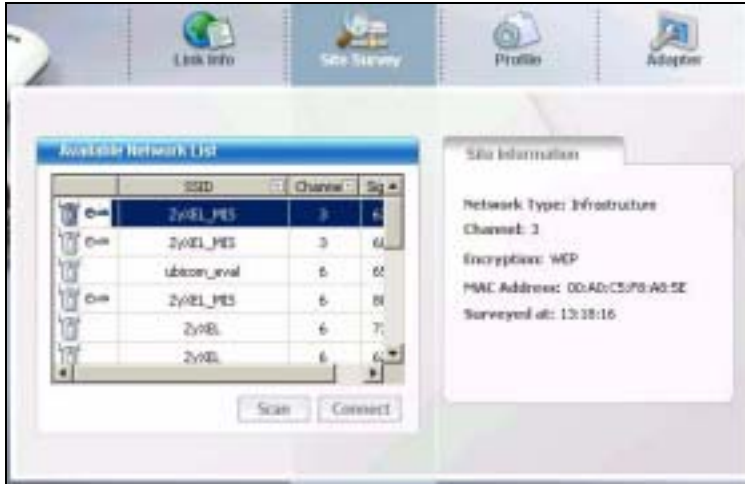 Link Info
Site Survey
Profile
Adapter
Available Network List
SSID Channel Sig
ZyXEL_MIS 3
ZyXEL_MIS 3
ubicom_eval 6
ZyXEL_MIS 6
ZyXEL 6
ZyXEL 6
Scan Connect
Site Information
Network Type: Infrastructure
Channel: 3
Encryption: WEP
MAC Address: 00:A0:C5:F8:A0:5E
Surveyed at: 13:18:16